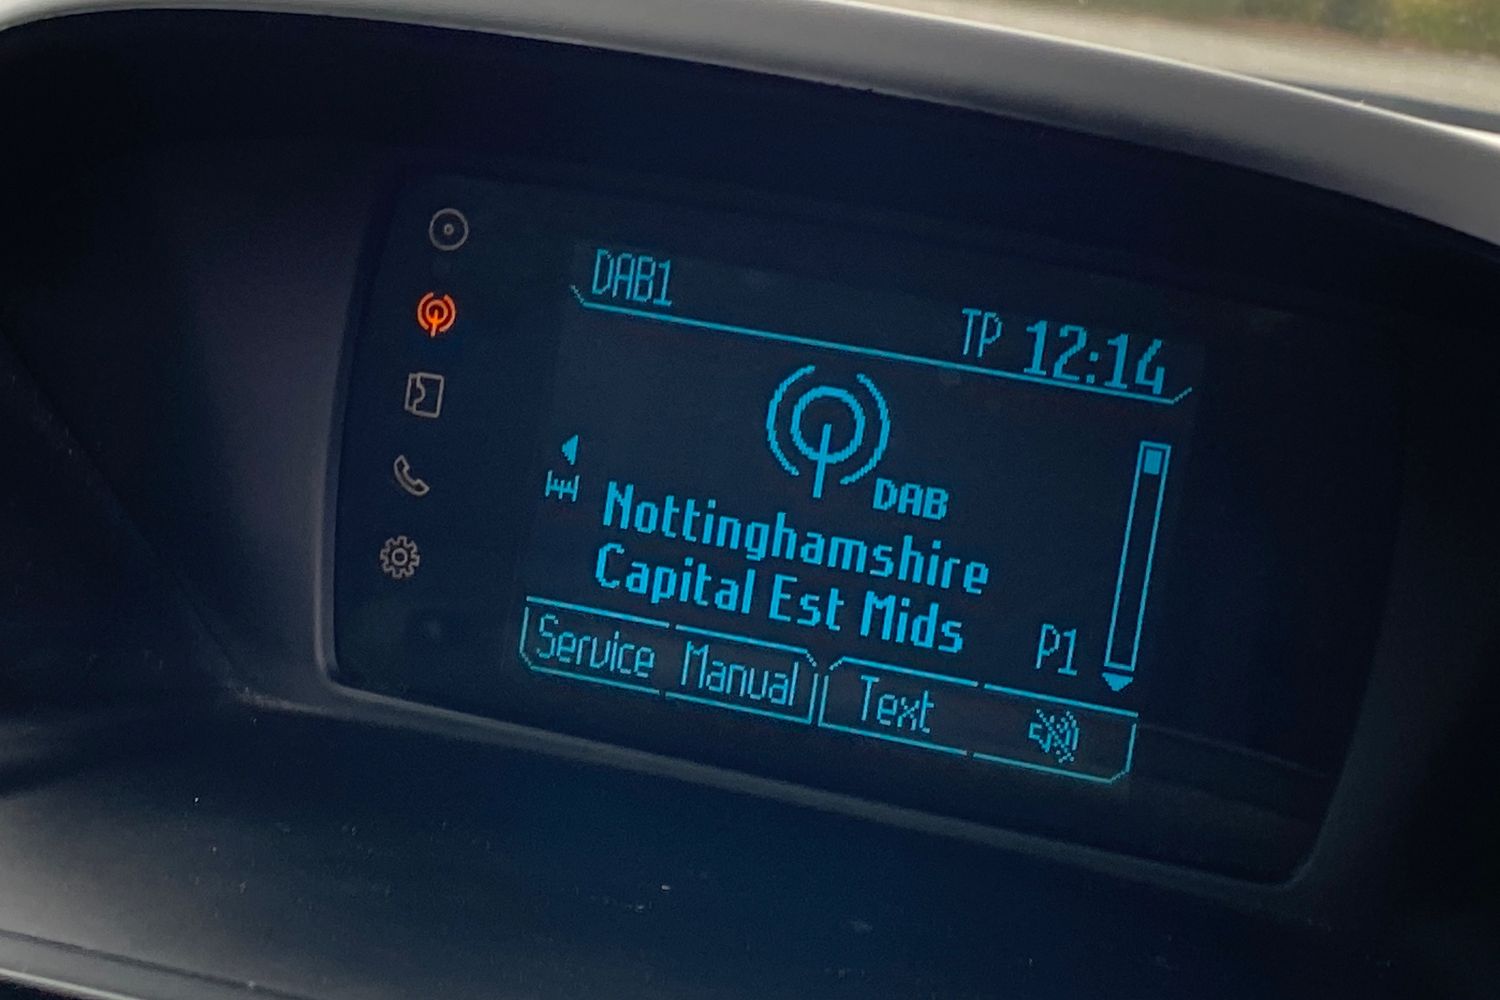 DAB1
TP 12:14
DAB
Nottinghamshire
Capital Est Mids
P1
Service Manual Text